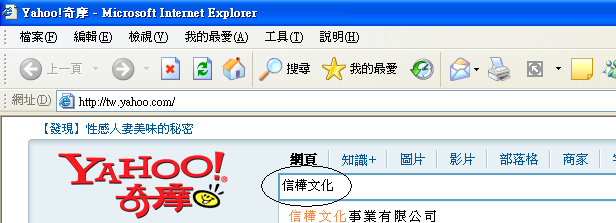 Yahoo!奇摩 - Microsoft Internet Explorer
檔案(F) 編輯(E) 檢視(V) 我的最愛(A) 工具(T) 說明(H)
上一頁 搜尋 我的最愛
網址(D) http://tw.yahoo.com/
【發現】性感人妻美味的秘密
YAHOO! 奇摩
網頁 知識+ 圖片 影片 部落格 商家
信樺文化
信樺文化事業有限公司